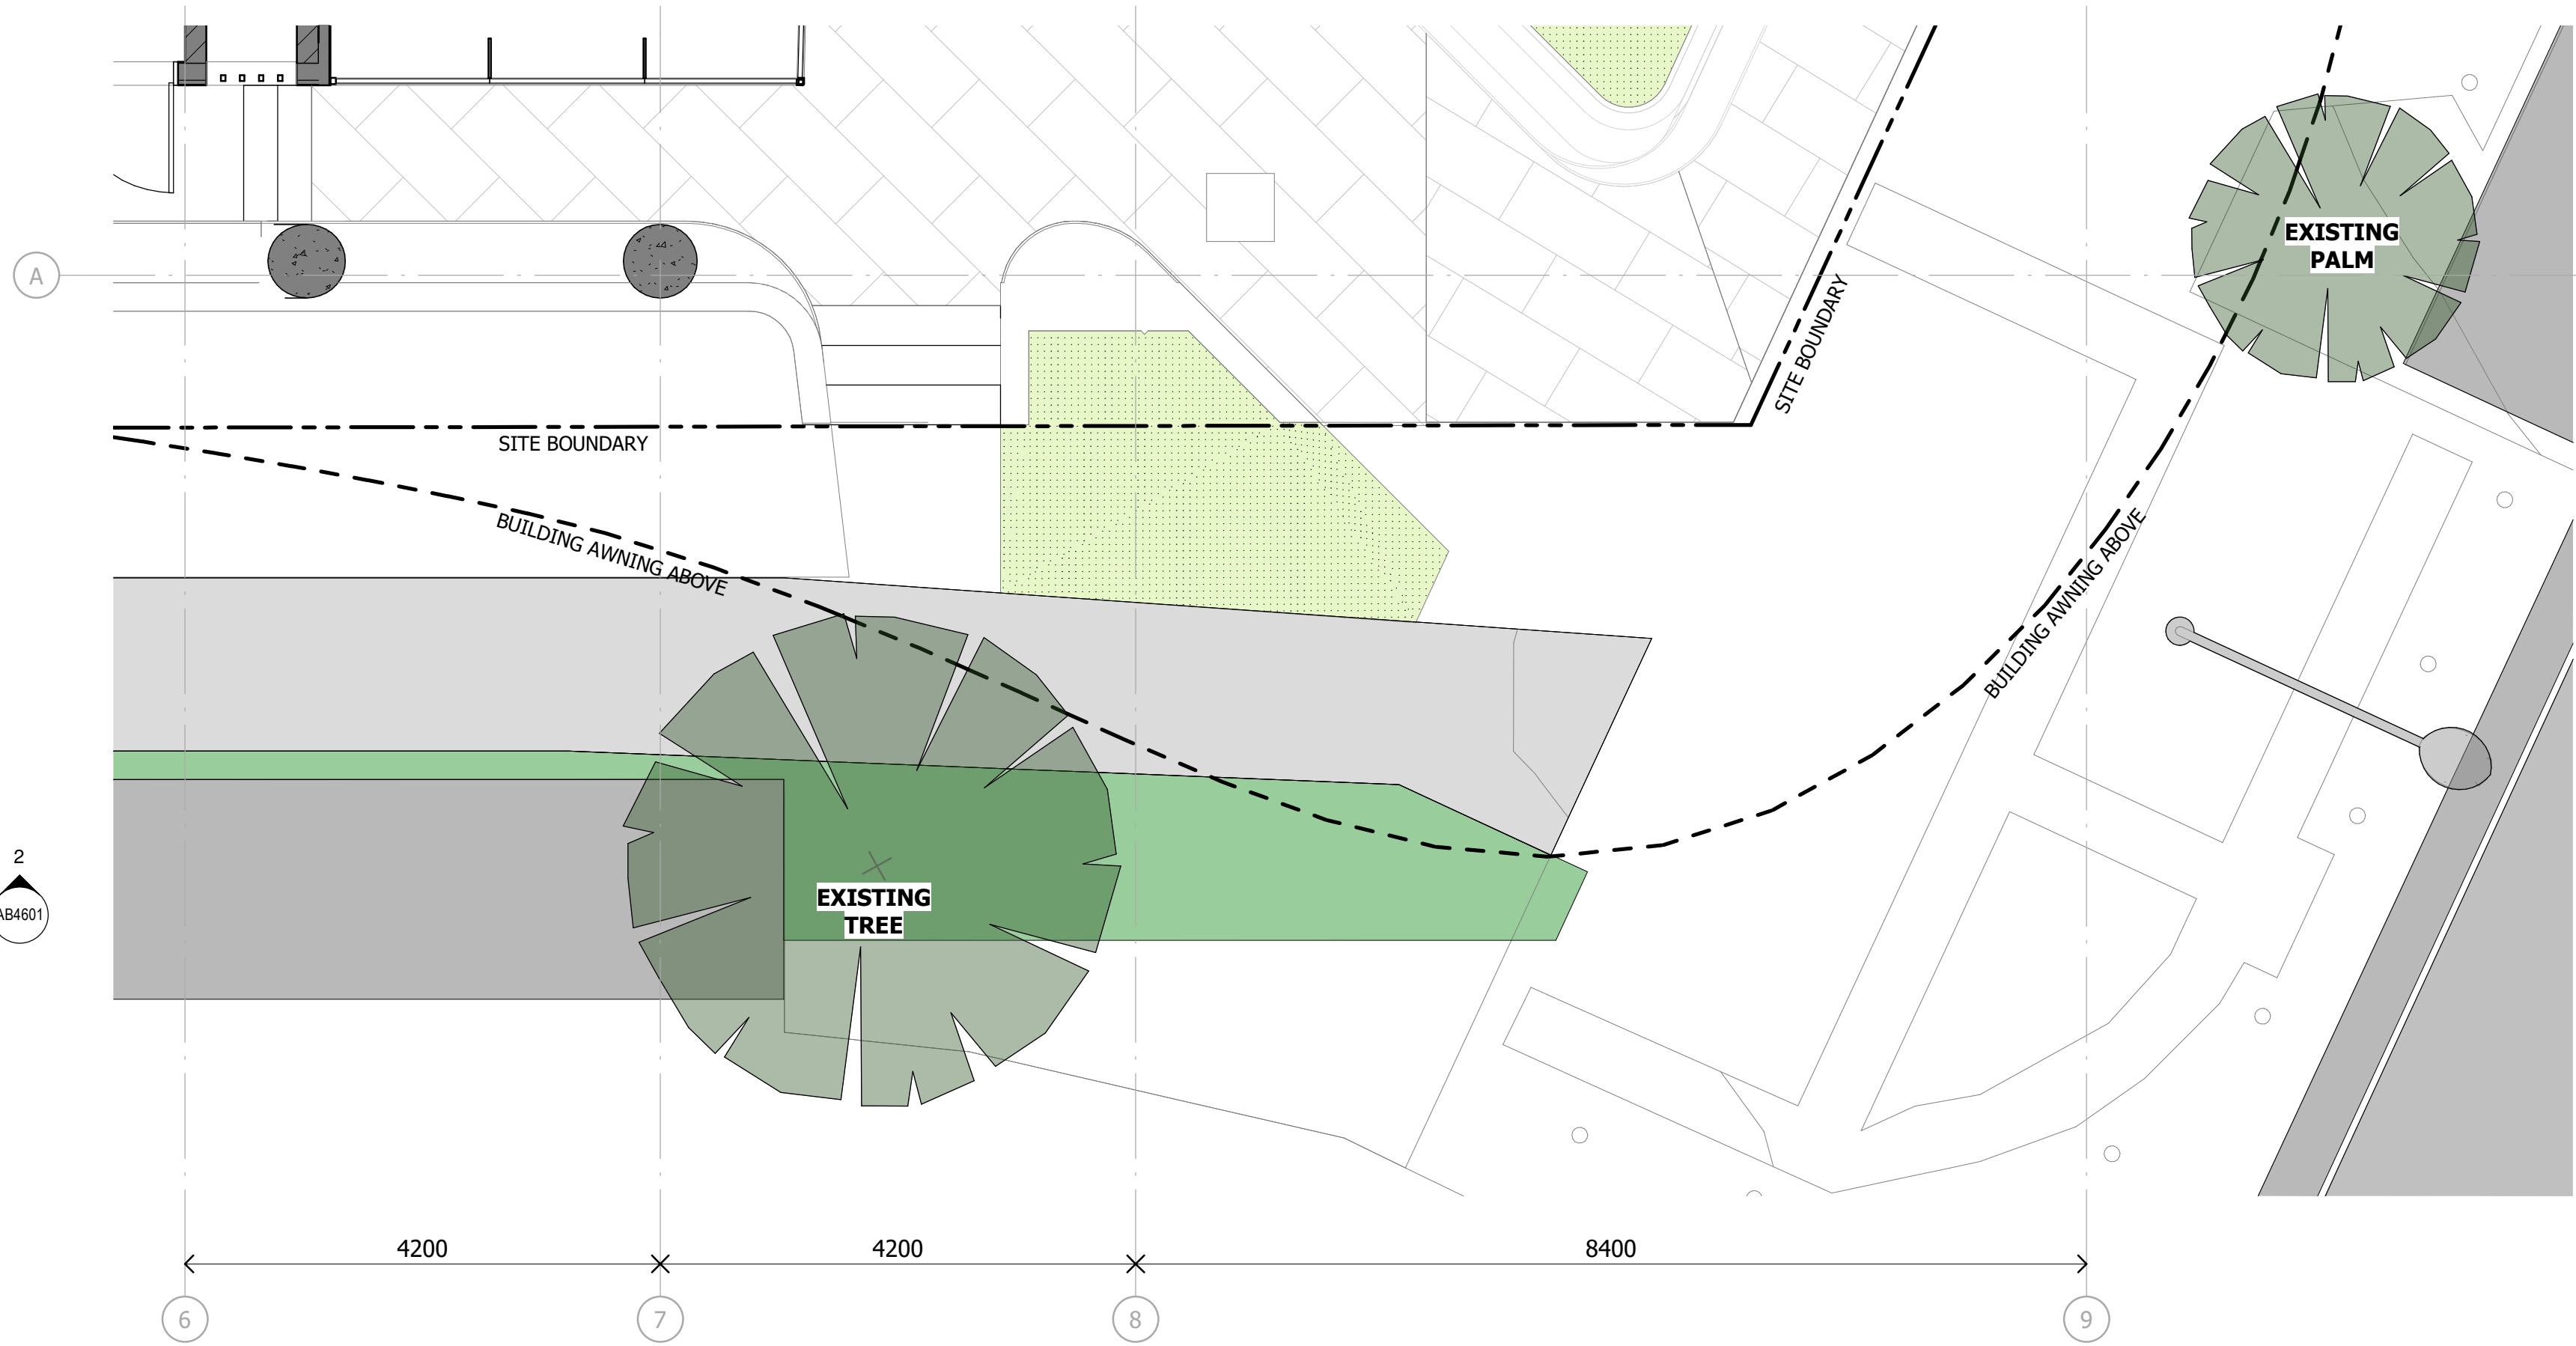 A
EXISTING
PALM
SITE BOUNDARY
SITE BOUNDARY
BUILDING AWNING ABOVE
BUILDING AWNING ABOVE
2
AB4601
EXISTING
TREE
4200
4200
8400
6
7
8
9